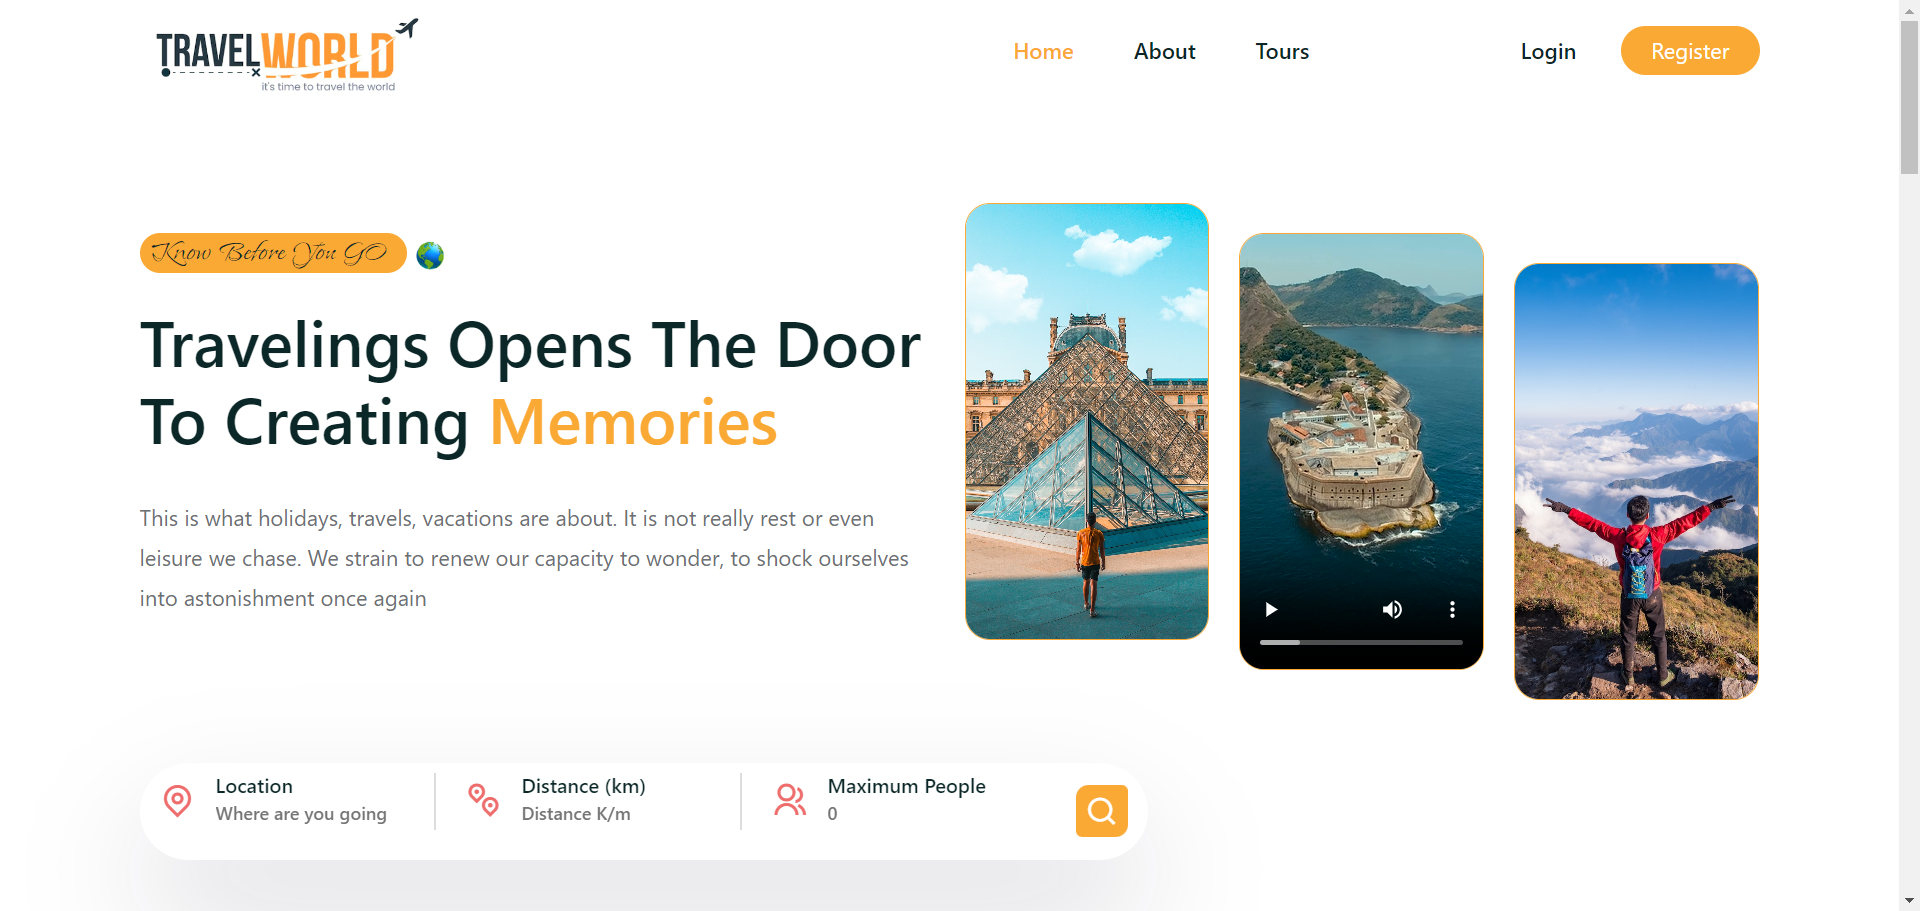 TRAVELWORLD
it's time to travel the world
Home
About
Tours
Login
Register
Know Before You GO
Travelings Opens The Door
To Creating Memories
This is what holidays, travels, vacations are about. It is not really rest or even
leisure we chase. We strain to renew our capacity to wonder, to shock ourselves
into astonishment once again
Location
Where are you going
Distance (km)
Distance K/m
Maximum People
0